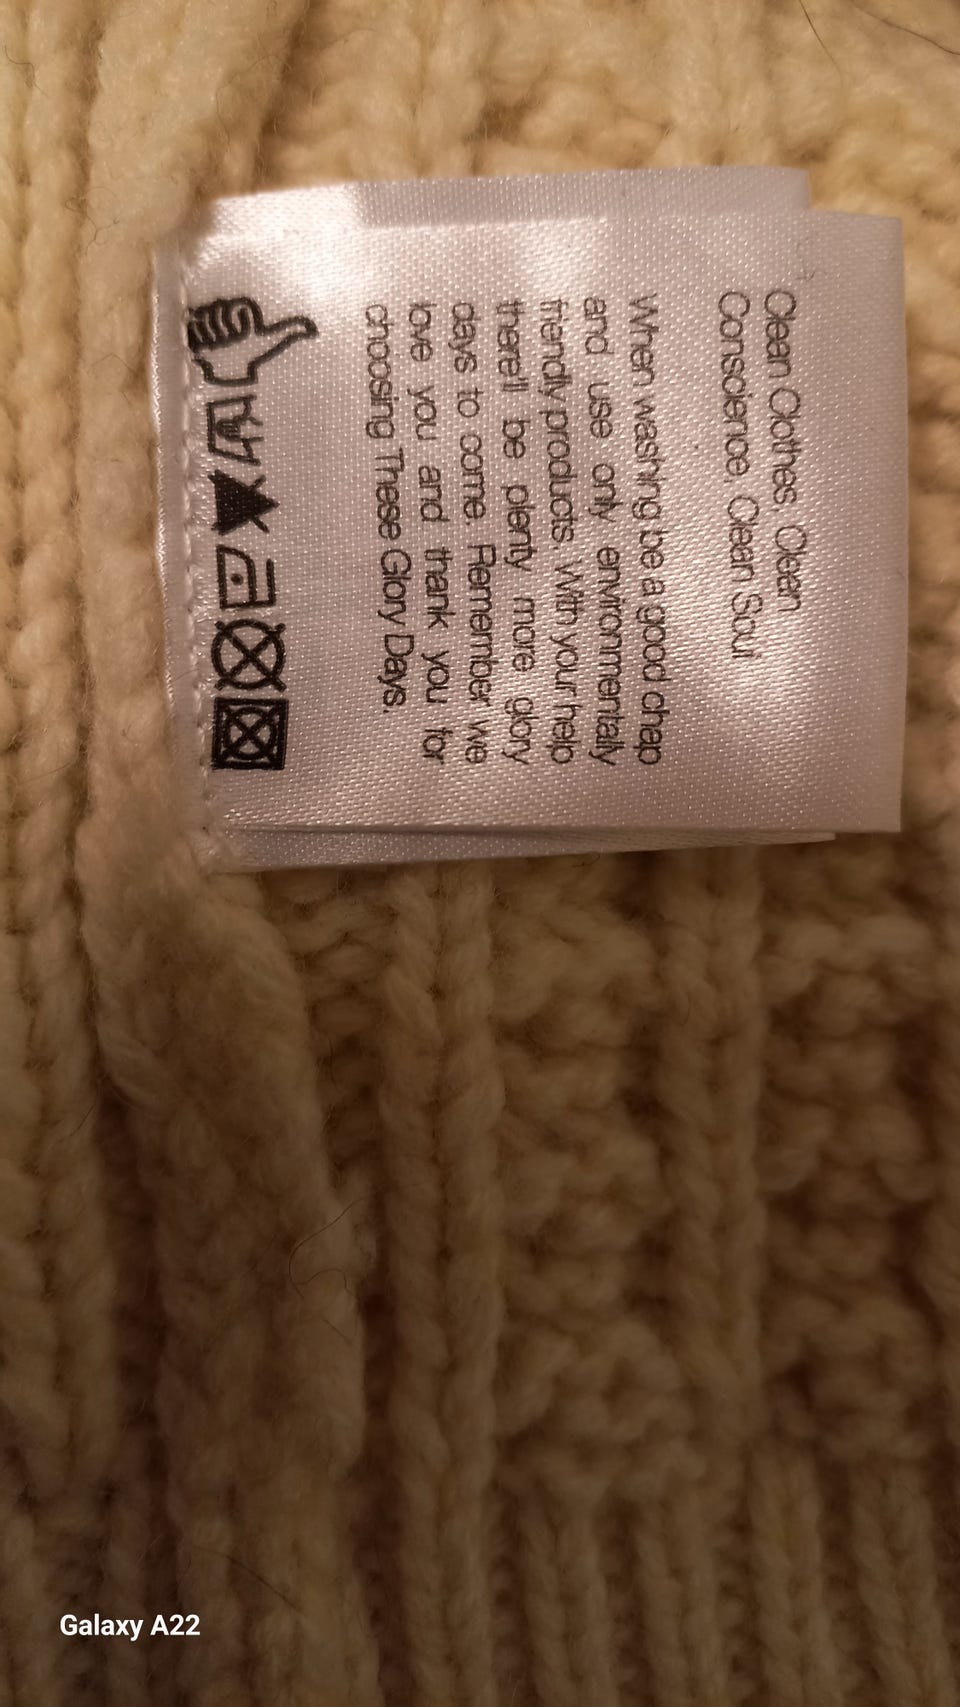 Clean Clothes, Clean
Conscience, Clean Soul
When washing be a good chap
and use only environmentally
friendly products. With your help
there'll be plenty more glory
days to come. Remember we
love you and thank you for
choosing These Glory Days.
Galaxy A22